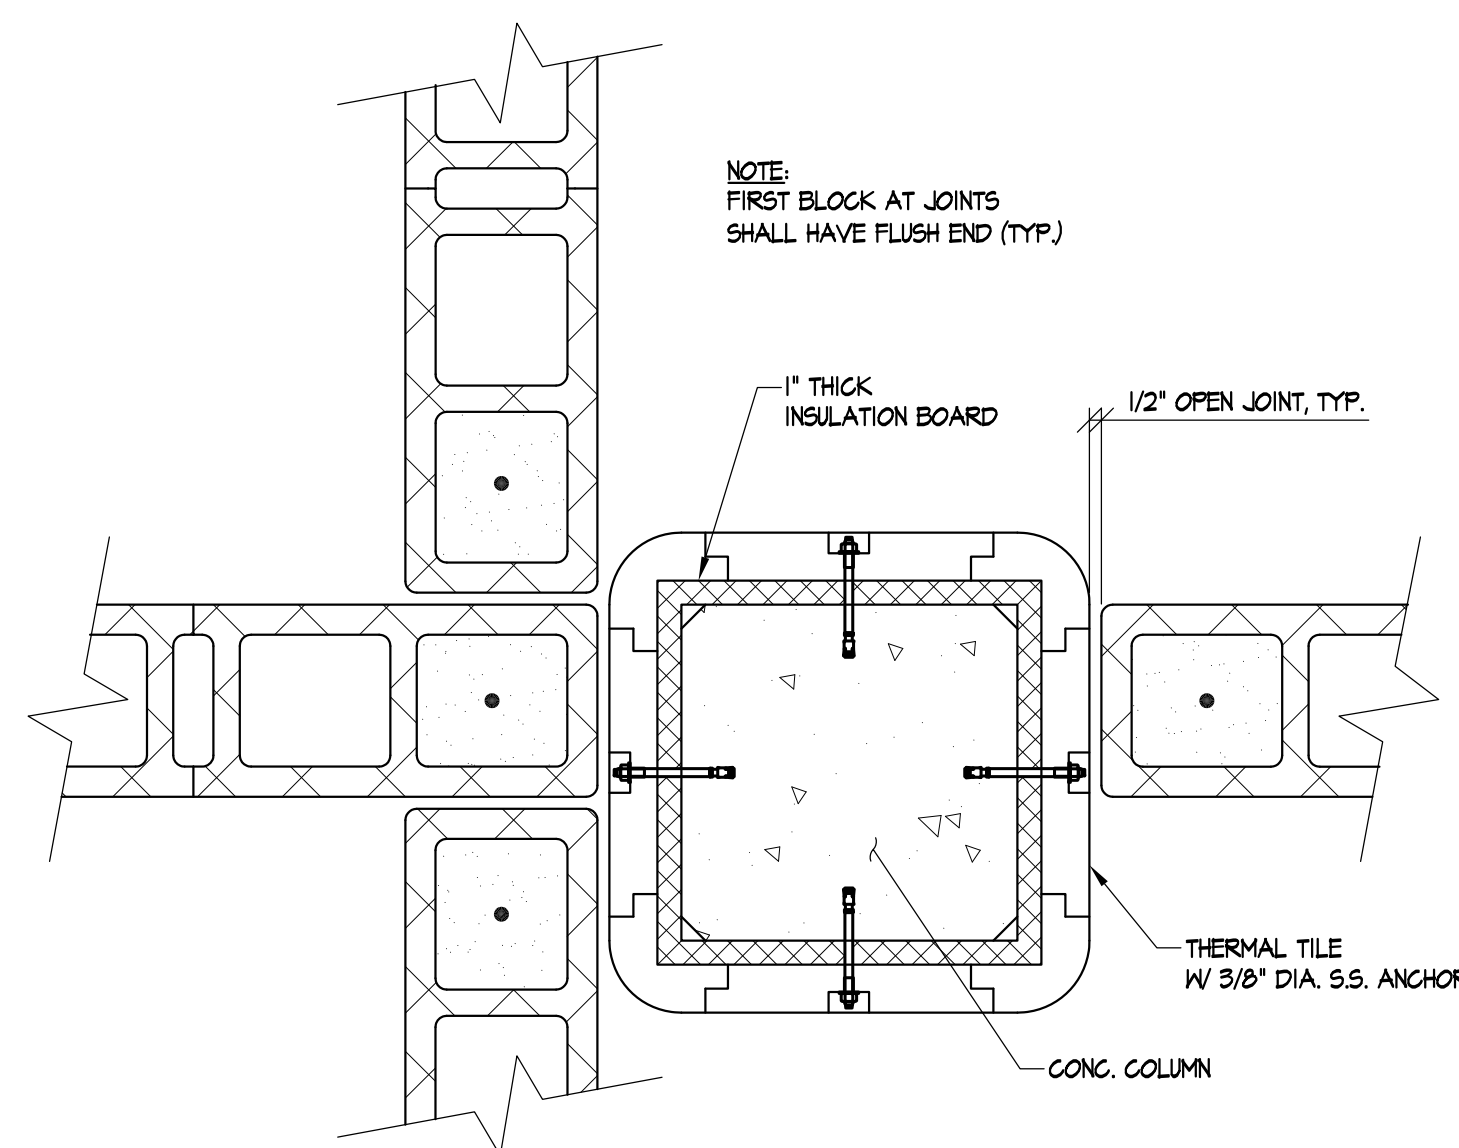 NOTE:
FIRST BLOCK AT JOINTS
SHALL HAVE FLUSH END (TYP.)
1" THICK
INSULATION BOARD
1/2" OPEN JOINT, TYP.
THERMAL TILE
W/ 3/8" DIA. S.S. ANCHOR
CONC. COLUMN